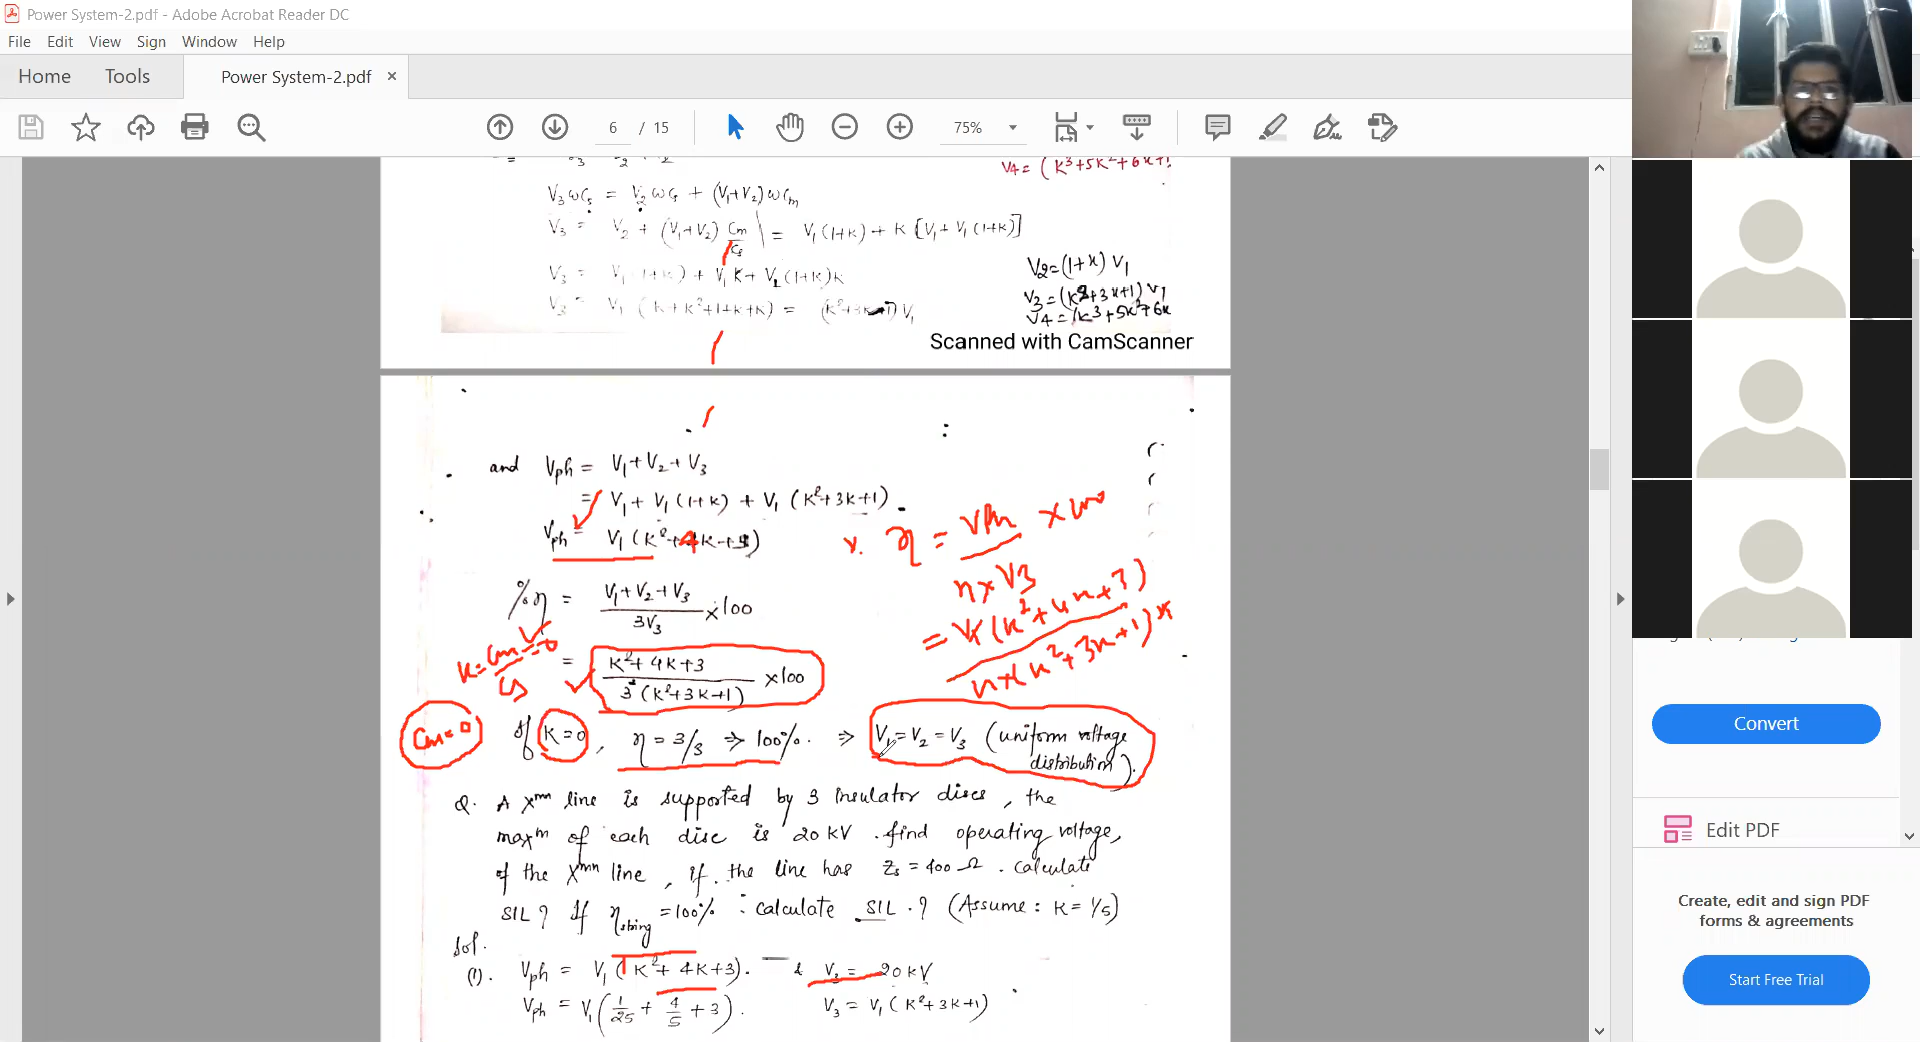 Power System-2.pdf - Adobe Acrobat Reader DC
File Edit View Sign Window Help
Home Tools Power System-2.pdf ×
6 / 15 75%
V4 = (K³+5K²+6K+1
V3ωCs = V2ωCs + (V1+V2)ωCm
V3 = V2 + (V1+V2) Cm/Cs = V1(1+K) + K [V1+V1(1+K)]
V3 = V1(1+K) + V1K + V1(1+K)K
V3 = V1 (K+K²+1+K+K) = (K²+3K+1)V1
V2=(1+K) V1
V3=(K²+3K+1) V1
V4=(K³+5K²+6K
Scanned with CamScanner
and Vph = V1+V2+V3
= V1+V1(1+K) + V1(K²+3K+1).
Vph = V1(K²+4K+3)
η = Vph/n×V3 ×100
= V1(K²+4K+3)/n×(K²+3K+1)
%η = V1+V2+V3/3V3 ×100
K=Cm/Cs=0
= K²+4K+3/3(K²+3K+1) ×100
Cm=0
If K=0, η = 3/3 ⇒ 100%. ⇒ V1=V2=V3 (uniform voltage
distribution).
Q. A Xmn line is supported by 3 insulator discs, the
maxm of each disc is 20 KV. find operating voltage,
of the Xmn line, if the line has Zs=400 Ω. calculate
SIL? If ηstring=100% : calculate SIL.? (Assume: K=1/5)
Sol.
(1). Vph = V1(K²+4K+3). & V3 = 20 KV
Vph = V1(1/25 + 4/5 + 3). V3 = V1(K²+3K+1)
Convert
Edit PDF
Create, edit and sign PDF
forms & agreements
Start Free Trial